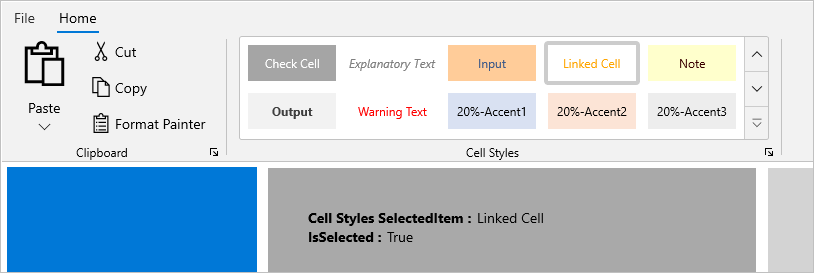 File Home
Cut
Copy
Paste
Format Painter
Clipboard
Check Cell Explanatory Text Input Linked Cell Note
Output Warning Text 20%-Accent1 20%-Accent2 20%-Accent3
Cell Styles
Cell Styles SelectedItem : Linked Cell
IsSelected : True